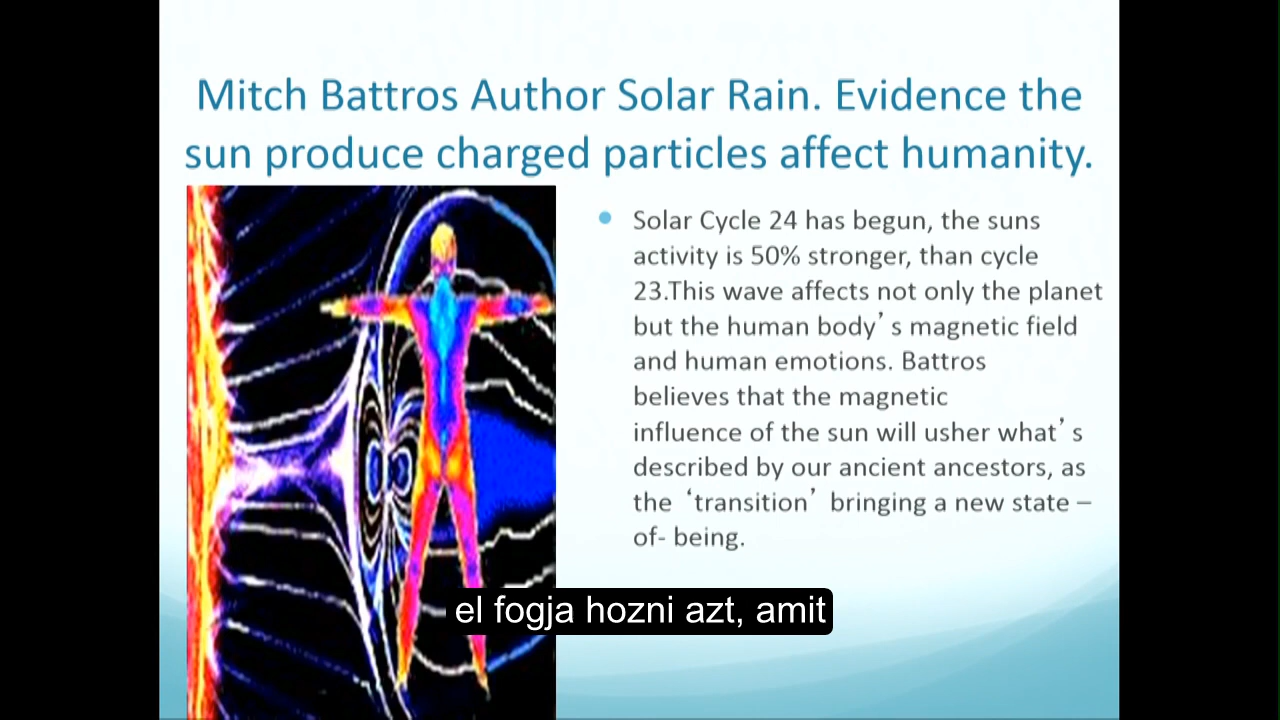 Mitch Battros Author Solar Rain. Evidence the
sun produce charged particles affect humanity.
Solar Cycle 24 has begun, the suns
activity is 50% stronger, than cycle
23.This wave affects not only the planet
but the human body’ s magnetic field
and human emotions. Battros
believes that the magnetic
influence of the sun will usher what’ s
described by our ancient ancestors, as
the ‘transition’ bringing a new state –
of- being.
el fogja hozni azt, amit